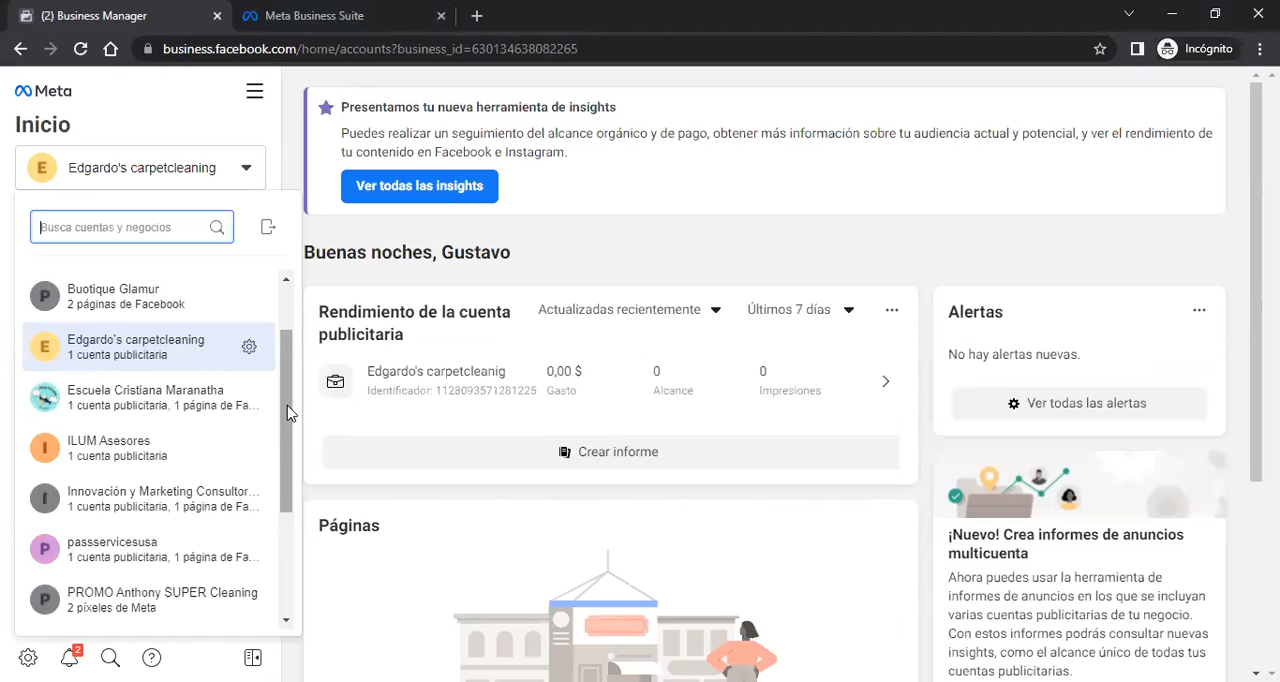 (2) Business Manager
Meta Business Suite
business.facebook.com/home/accounts?business_id=630134638082265
Incógnito
Meta
Inicio
E
Edgardo's carpetcleaning
Busca cuentas y negocios
P
Buotique Glamur
2 páginas de Facebook
E
Edgardo's carpetcleaning
1 cuenta publicitaria
Escuela Cristiana Maranatha
1 cuenta publicitaria, 1 página de Fa...
I
ILUM Asesores
1 cuenta publicitaria
I
Innovación y Marketing Consultor...
1 cuenta publicitaria, 1 página de Fa...
P
passservicesusa
1 cuenta publicitaria, 1 página de Fa...
P
PROMO Anthony SUPER Cleaning
2 píxeles de Meta
2
Presentamos tu nueva herramienta de insights
Puedes realizar un seguimiento del alcance orgánico y de pago, obtener más información sobre tu audiencia actual y potencial, y ver el rendimiento de
tu contenido en Facebook e Instagram.
Ver todas las insights
Buenas noches, Gustavo
Rendimiento de la cuenta
publicitaria
Actualizadas recientemente
Últimos 7 días
Edgardo's carpetcleanig
Identificador: 1128093571281225
0,00 $
Gasto
0
Alcance
0
Impresiones
Crear informe
Páginas
Alertas
No hay alertas nuevas.
Ver todas las alertas
¡Nuevo! Crea informes de anuncios
multicuenta
Ahora puedes usar la herramienta de
informes de anuncios en los que se incluyan
varias cuentas publicitarias de tu negocio.
Con estos informes podrás consultar nuevas
insights, como el alcance único de todas tus
cuentas publicitarias.